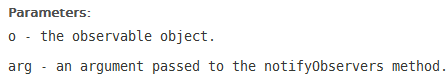 Parameters:
o - the observable object.
arg - an argument passed to the notifyObservers method.